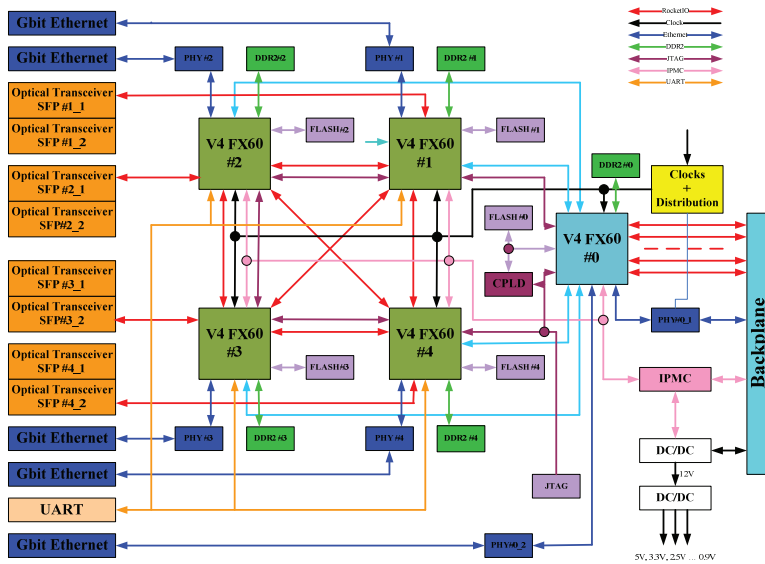 Gbit Ethernet
RocketIO
Clock
Ethernet
DDR2
JTAG
IPMC
UART
Gbit Ethernet
PHY#2
DDR2#2
PHY#1
DDR2#1
Optical Transceiver
SFP #1_1
Optical Transceiver
SFP #1_2
V4 FX60
#2
FLASH#2
V4 FX60
#1
FLASH#1
Optical Transceiver
SFP #2_1
Optical Transceiver
SFP#2_2
DDR2 #0
Clocks
+
Distribution
FLASH #0
V4 FX60
#0
CPLD
Optical Transceiver
SFP #3_1
Optical Transceiver
SFP#3_2
V4 FX60
#3
V4 FX60
#4
PHY#0_1
Backplane
Optical Transceiver
SFP #4_1
Optical Transceiver
SFP #4_2
FLASH#3
FLASH#4
IPMC
Gbit Ethernet
PHY #3
DDR2 #3
PHY #4
DDR2 #4
DC/DC
12V
Gbit Ethernet
JTAG
DC/DC
UART
Gbit Ethernet
PHY#0_2
5V, 3.3V, 2.5V ... 0.9V